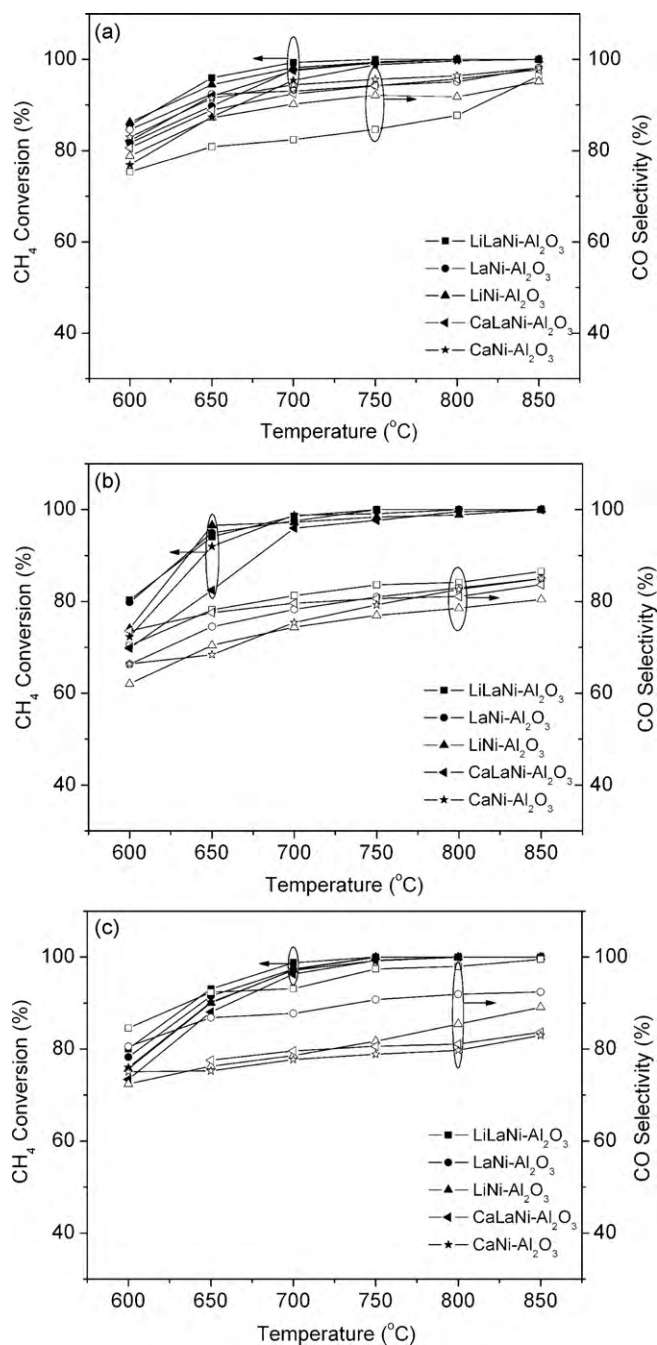 (a)
100
80
60
40
CH₄ Conversion (%)
100
80
60
40
CO Selectivity (%)
LiLaNi-Al₂O₃
LaNi-Al₂O₃
LiNi-Al₂O₃
CaLaNi-Al₂O₃
CaNi-Al₂O₃
600 650 700 750 800 850
Temperature (°C)
(b)
100
80
60
40
CH₄ Conversion (%)
100
80
60
40
CO Selectivity (%)
LiLaNi-Al₂O₃
LaNi-Al₂O₃
LiNi-Al₂O₃
CaLaNi-Al₂O₃
CaNi-Al₂O₃
600 650 700 750 800 850
Temperature (°C)
(c)
100
80
60
40
CH₄ Conversion (%)
100
80
60
40
CO Selectivity (%)
LiLaNi-Al₂O₃
LaNi-Al₂O₃
LiNi-Al₂O₃
CaLaNi-Al₂O₃
CaNi-Al₂O₃
600 650 700 750 800 850
Temperature (°C)